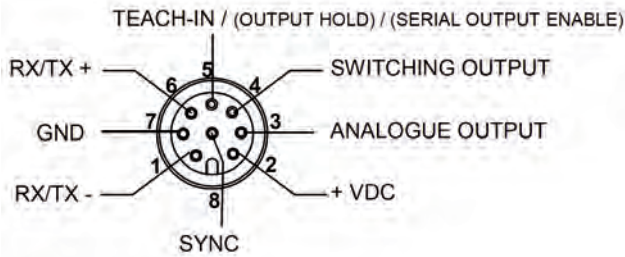 TEACH-IN / (OUTPUT HOLD) / (SERIAL OUTPUT ENABLE)
RX/TX +
5
6
4
SWITCHING OUTPUT
GND
7
3
ANALOGUE OUTPUT
1
2
RX/TX -
+ VDC
8
SYNC